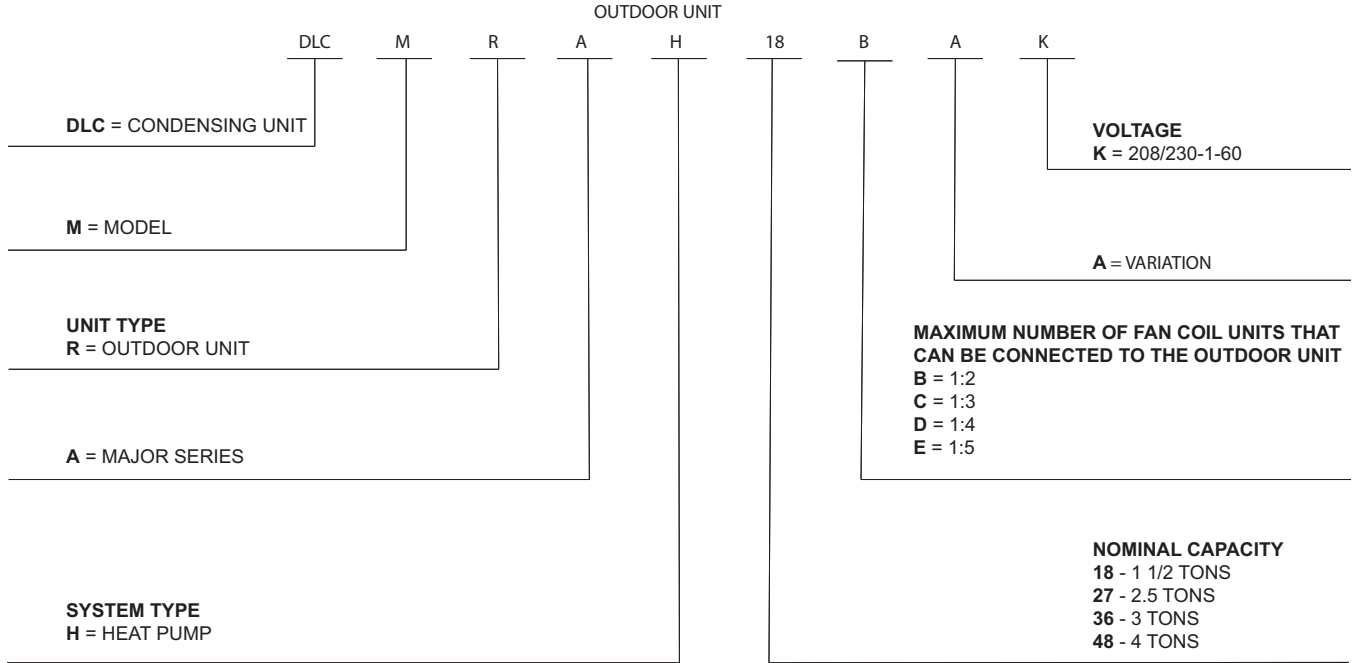 OUTDOOR UNIT
DLC M R A H 18 B A K
DLC = CONDENSING UNIT
M = MODEL
UNIT TYPE
R = OUTDOOR UNIT
A = MAJOR SERIES
SYSTEM TYPE
H = HEAT PUMP
VOLTAGE
K = 208/230-1-60
A = VARIATION
MAXIMUM NUMBER OF FAN COIL UNITS THAT
CAN BE CONNECTED TO THE OUTDOOR UNIT
B = 1:2
C = 1:3
D = 1:4
E = 1:5
NOMINAL CAPACITY
18 - 1 1/2 TONS
27 - 2.5 TONS
36 - 3 TONS
48 - 4 TONS